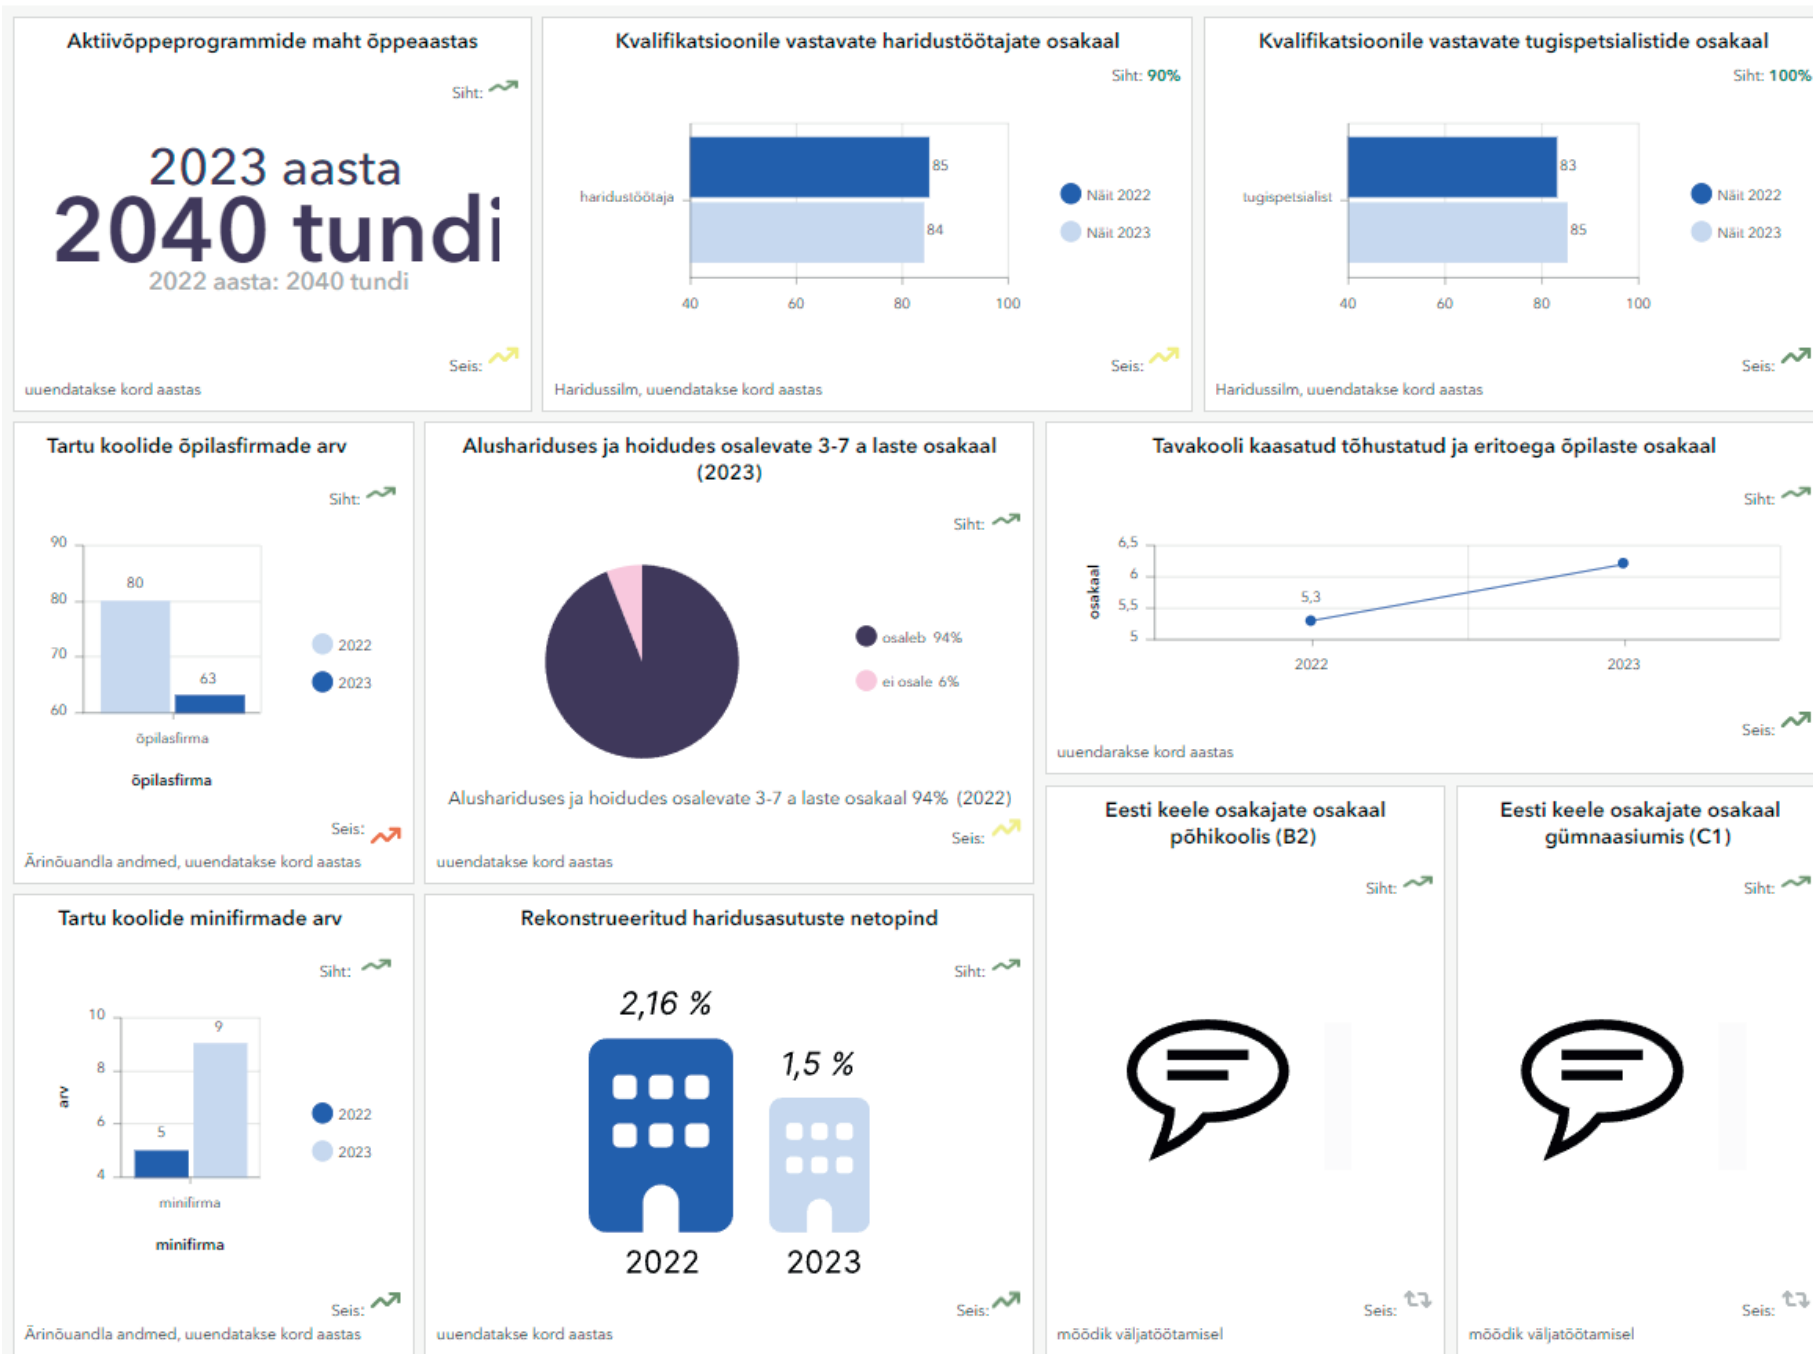 Aktiivõppeprogrammide maht õppeaastas
Siht:
2023 aasta
2040 tundi
2022 aasta: 2040 tundi
Seis:
uuendatakse kord aastas
Kvalifikatsioonile vastavate haridustöötajate osakaal
Siht: 90%
85
haridustöötaja
84
40 60 80 100
Näit 2022
Näit 2023
Seis:
Haridussilm, uuendatakse kord aastas
Kvalifikatsioonile vastavate tugispetsialistide osakaal
Siht: 100%
83
tugispetsialist
85
40 60 80 100
Näit 2022
Näit 2023
Seis:
Haridussilm, uuendatakse kord aastas
Tartu koolide õpilasfirmade arv
Siht:
90
80
70
60
80
63
õpilasfirma
õpilasfirma
2022
2023
Seis:
Ärinõuandla andmed, uuendatakse kord aastas
Alushariduses ja hoidudes osalevate 3-7 a laste osakaal
(2023)
Siht:
osaleb 94%
ei osale 6%
Alushariduses ja hoidudes osalevate 3-7 a laste osakaal 94% (2022)
Seis:
uuendatakse kord aastas
Tavakooli kaasatud tõhustatud ja eritoega õpilaste osakaal
Siht:
osakaal
6,5
6
5,5
5
5,3
2022 2023
Seis:
uuendarakse kord aastas
Tartu koolide minifirmade arv
Siht:
arv
10
8
6
4
5
9
minifirma
minifirma
2022
2023
Seis:
Ärinõuandla andmed, uuendatakse kord aastas
Rekonstrueeritud haridusasutuste netopind
Siht:
2,16 %
1,5 %
2022
2023
Seis:
uuendatakse kord aastas
Eesti keele osakajate osakaal
põhikoolis (B2)
Siht:
Seis:
möödik väljatöötamisel
Eesti keele osakajate osakaal
gümnaasiumis (C1)
Siht:
Seis:
möödik väljatöötamisel